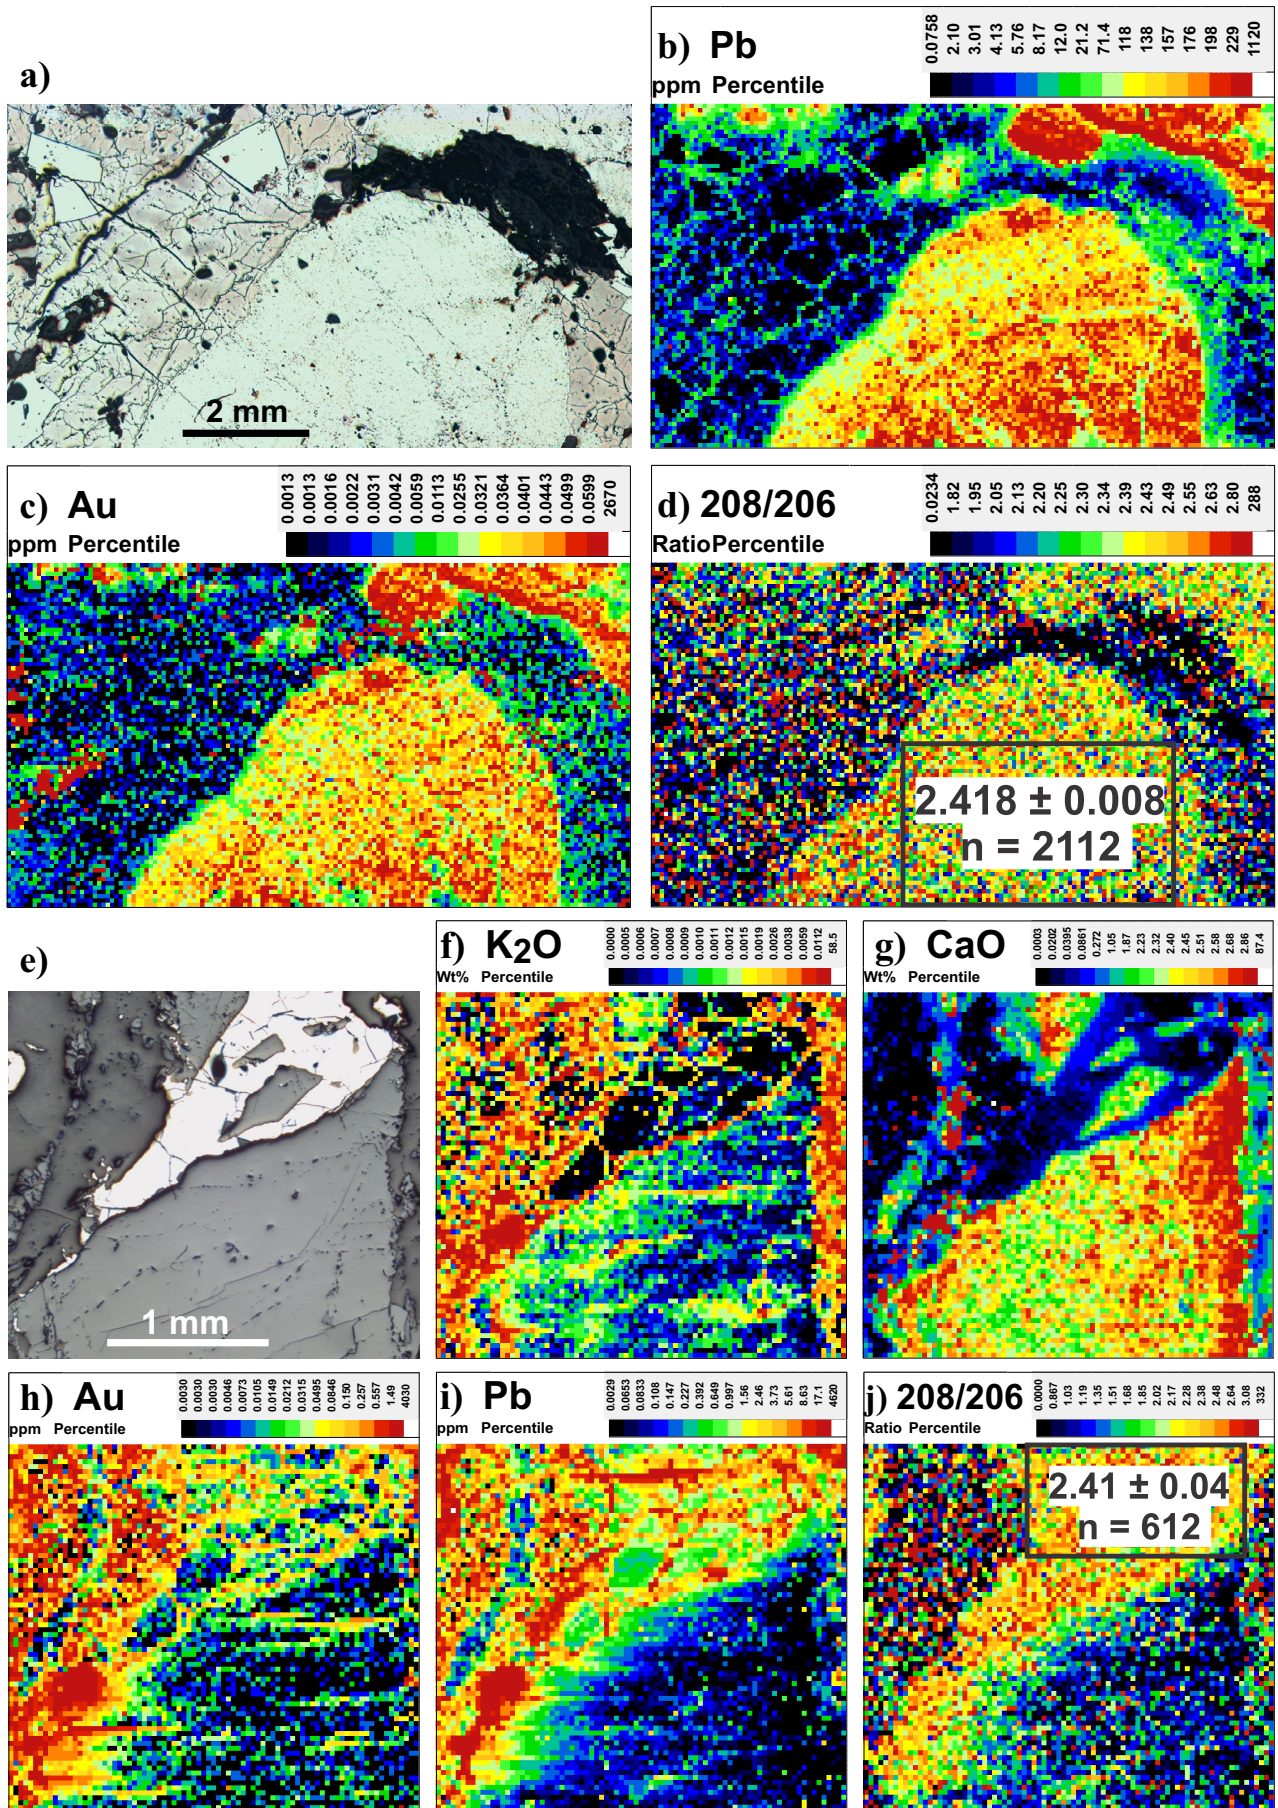 a)
2 mm
b) Pb
0.0758 2.10 3.01 4.13 5.76 8.17 12.0 21.2 71.4 118 138 157 176 198 229 1120
ppm Percentile
c) Au
0.0013 0.0013 0.0016 0.0022 0.0031 0.0042 0.0059 0.0113 0.0255 0.0321 0.0364 0.0401 0.0443 0.0499 0.0599 2670
ppm Percentile
d) 208/206
0.0234 1.82 1.95 2.05 2.13 2.20 2.25 2.30 2.34 2.39 2.43 2.49 2.55 2.63 2.80 288
RatioPercentile
2.418 ± 0.008
n = 2112
e)
1 mm
f) K2O
0.0000 0.0005 0.0006 0.0007 0.0008 0.0009 0.0010 0.0011 0.0012 0.0015 0.0019 0.0026 0.0038 0.0059 0.0112 58.5
Wt% Percentile
g) CaO
0.0003 0.0202 0.0395 0.0861 0.272 1.05 1.87 2.23 2.32 2.40 2.45 2.51 2.58 2.68 2.86 87.4
Wt% Percentile
h) Au
0.0030 0.0030 0.0030 0.0046 0.0073 0.0105 0.0149 0.0212 0.0315 0.0495 0.0846 0.150 0.257 0.557 1.49 4030
ppm Percentile
i) Pb
0.0029 0.0653 0.0833 0.108 0.147 0.227 0.392 0.649 0.997 1.56 2.46 3.73 5.61 8.63 17.1 4620
ppm Percentile
j) 208/206
0.0000 0.867 1.03 1.19 1.35 1.51 1.68 1.85 2.02 2.17 2.28 2.38 2.48 2.64 3.08 332
Ratio Percentile
2.41 ± 0.04
n = 612